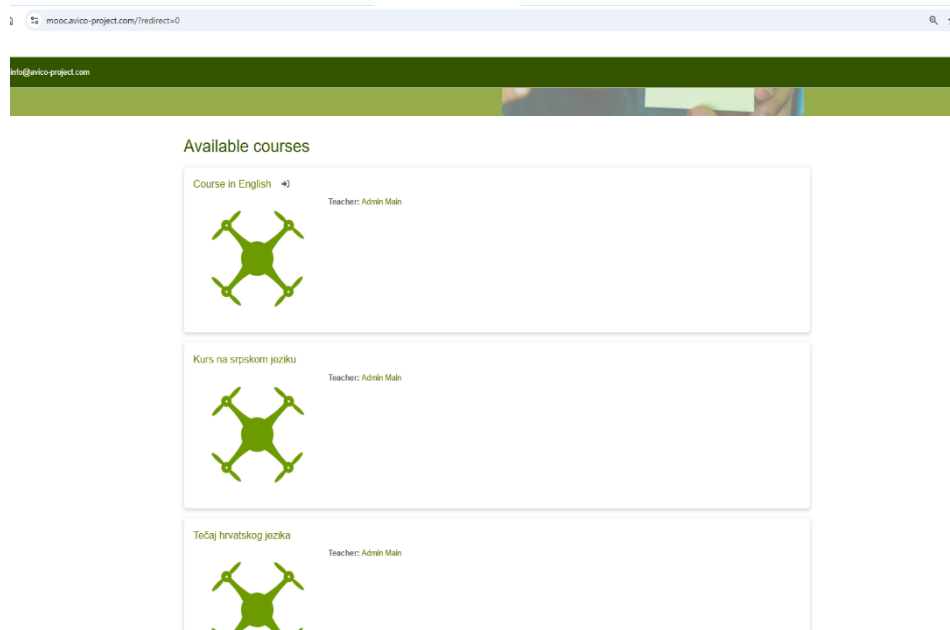 mooc.avico-project.com/?redirect=0
info@avico-project.com
Available courses
Course in English
Teacher: Admin Main
Kurs na srpskom jeziku
Teacher: Admin Main
Tečaj hrvatskog jezika
Teacher: Admin Main